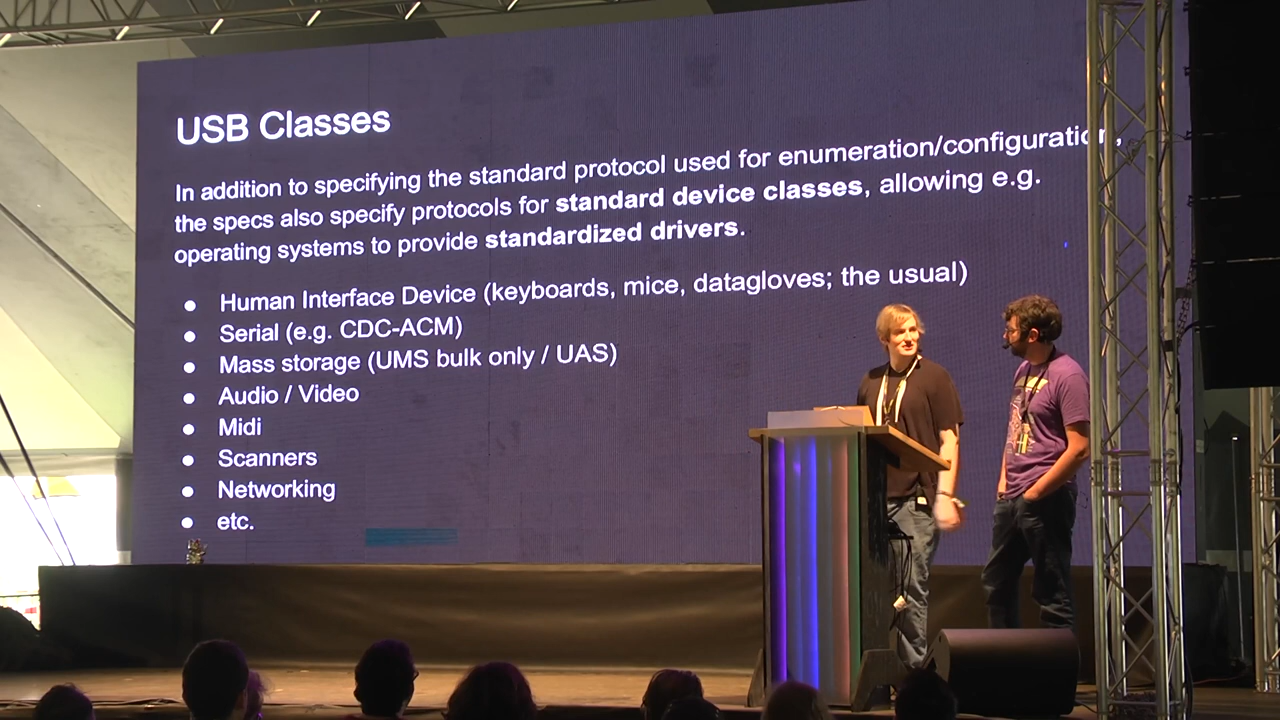 USB Classes
In addition to specifying the standard protocol used for enumeration/configuration,
the specs also specify protocols for standard device classes, allowing e.g.
operating systems to provide standardized drivers.
● Human Interface Device (keyboards, mice, datagloves; the usual)
● Serial (e.g. CDC-ACM)
● Mass storage (UMS bulk only / UAS)
● Audio / Video
● Midi
● Scanners
● Networking
● etc.